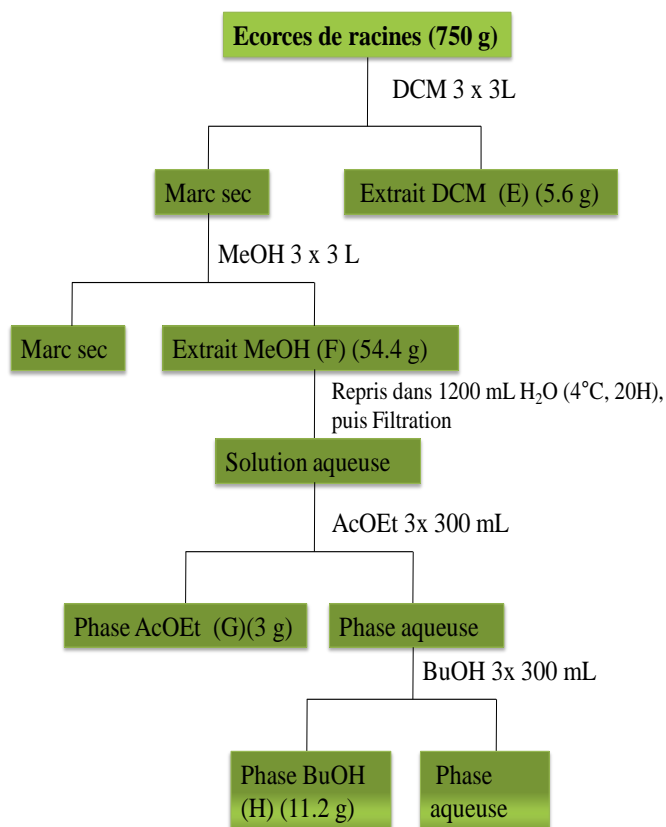 Ecorces de racines (750 g)
DCM 3 x 3L
Marc sec
Extrait DCM (E) (5.6 g)
MeOH 3 x 3 L
Marc sec
Extrait MeOH (F) (54.4 g)
Repris dans 1200 mL H₂O (4°C, 20H),
puis Filtration
Solution aqueuse
AcOEt 3x 300 mL
Phase AcOEt (G)(3 g)
Phase aqueuse
BuOH 3x 300 mL
Phase BuOH
(H) (11.2 g)
Phase
aqueuse